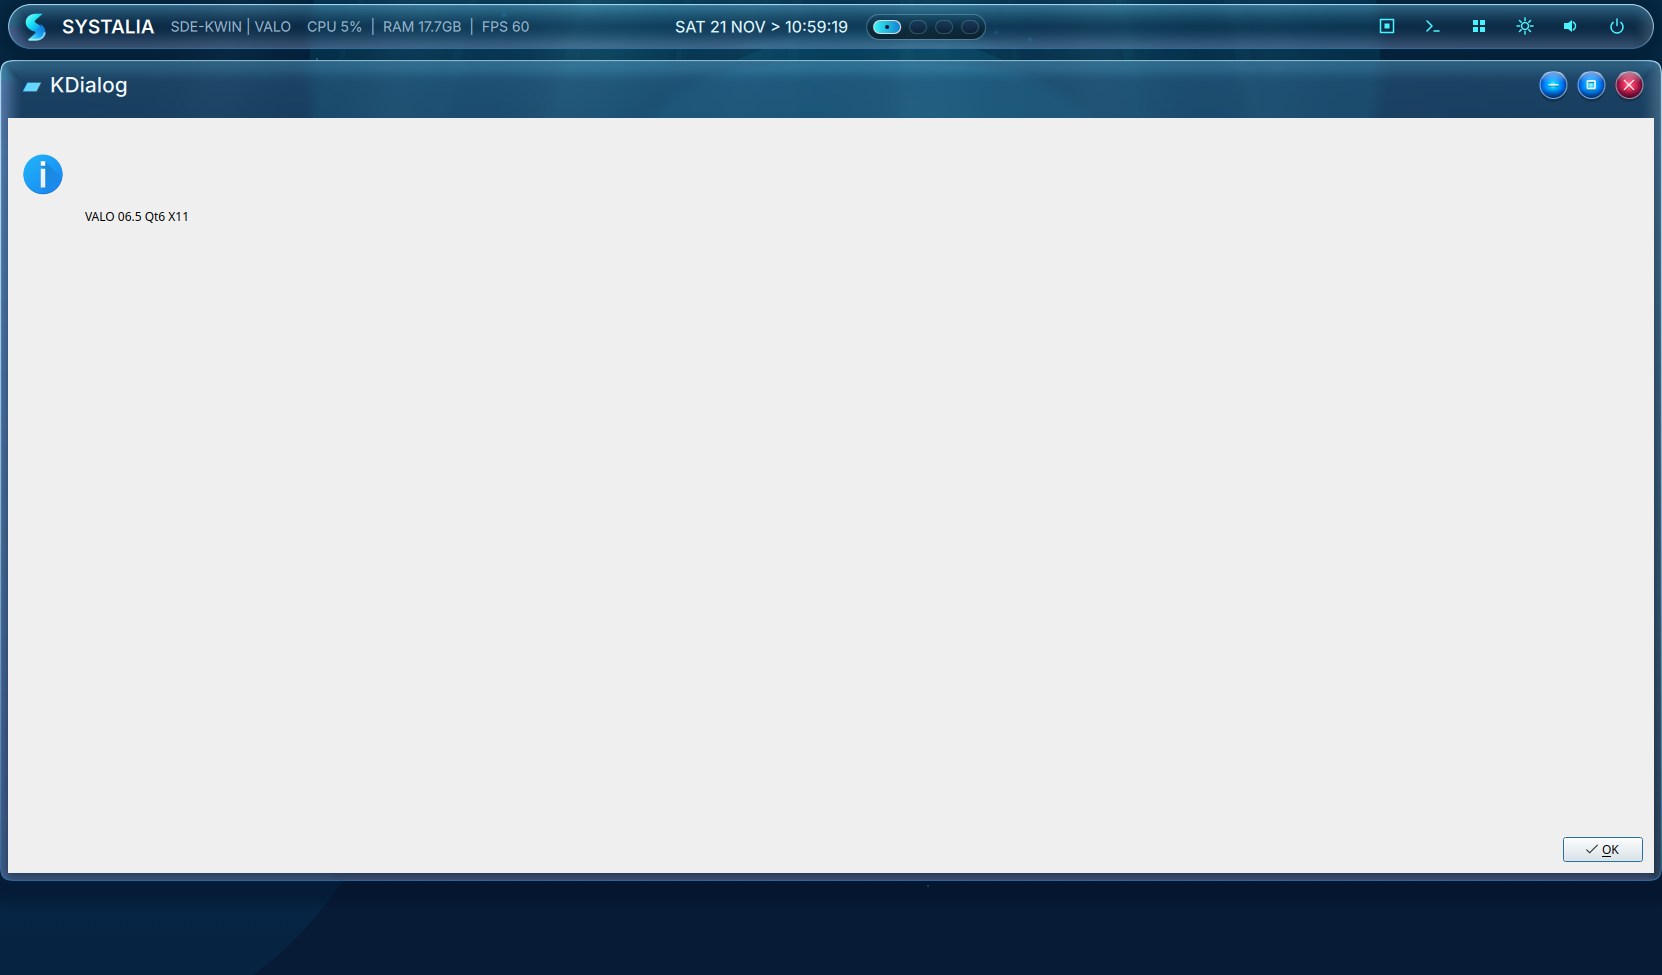 SYSTALIA SDE-KWIN | VALO CPU 5% | RAM 17.7GB | FPS 60 SAT 21 NOV > 10:59:19
KDialog
VALO 06.5 Qt6 X11
OK